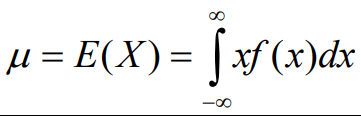 μ = E(X) = ∫_{-∞}^{∞} xf(x)dx